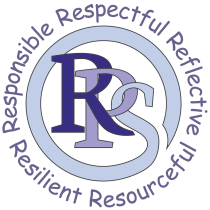 Responsible Respectful Reflective
Resilient Resourceful
RPS